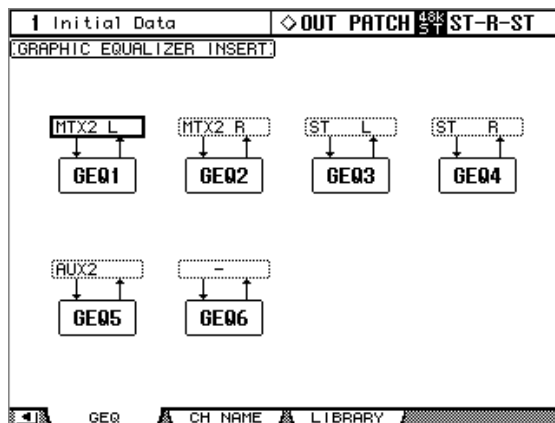 1 Initial Data ◇OUT PATCH 48K ST ST-R-ST
GRAPHIC EQUALIZER INSERT
MTX2 L MTX2 R ST L ST R
GEQ1 GEQ2 GEQ3 GEQ4
AUX2 -
GEQ5 GEQ6
GEQ CH NAME LIBRARY